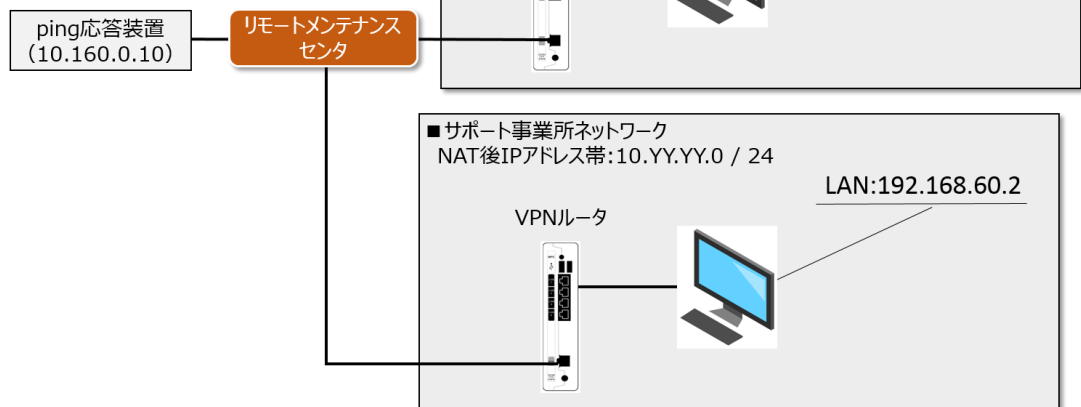 ping応答装置
（10.160.0.10）
リモートメンテナンス
センタ
■サポート事業所ネットワーク
NAT後IPアドレス帯:10.YY.YY.0 / 24
LAN:192.168.60.2
VPNルータ